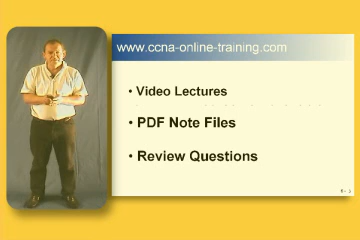 www.ccna-online-training.com
• Video Lectures
• PDF Note Files
• Review Questions